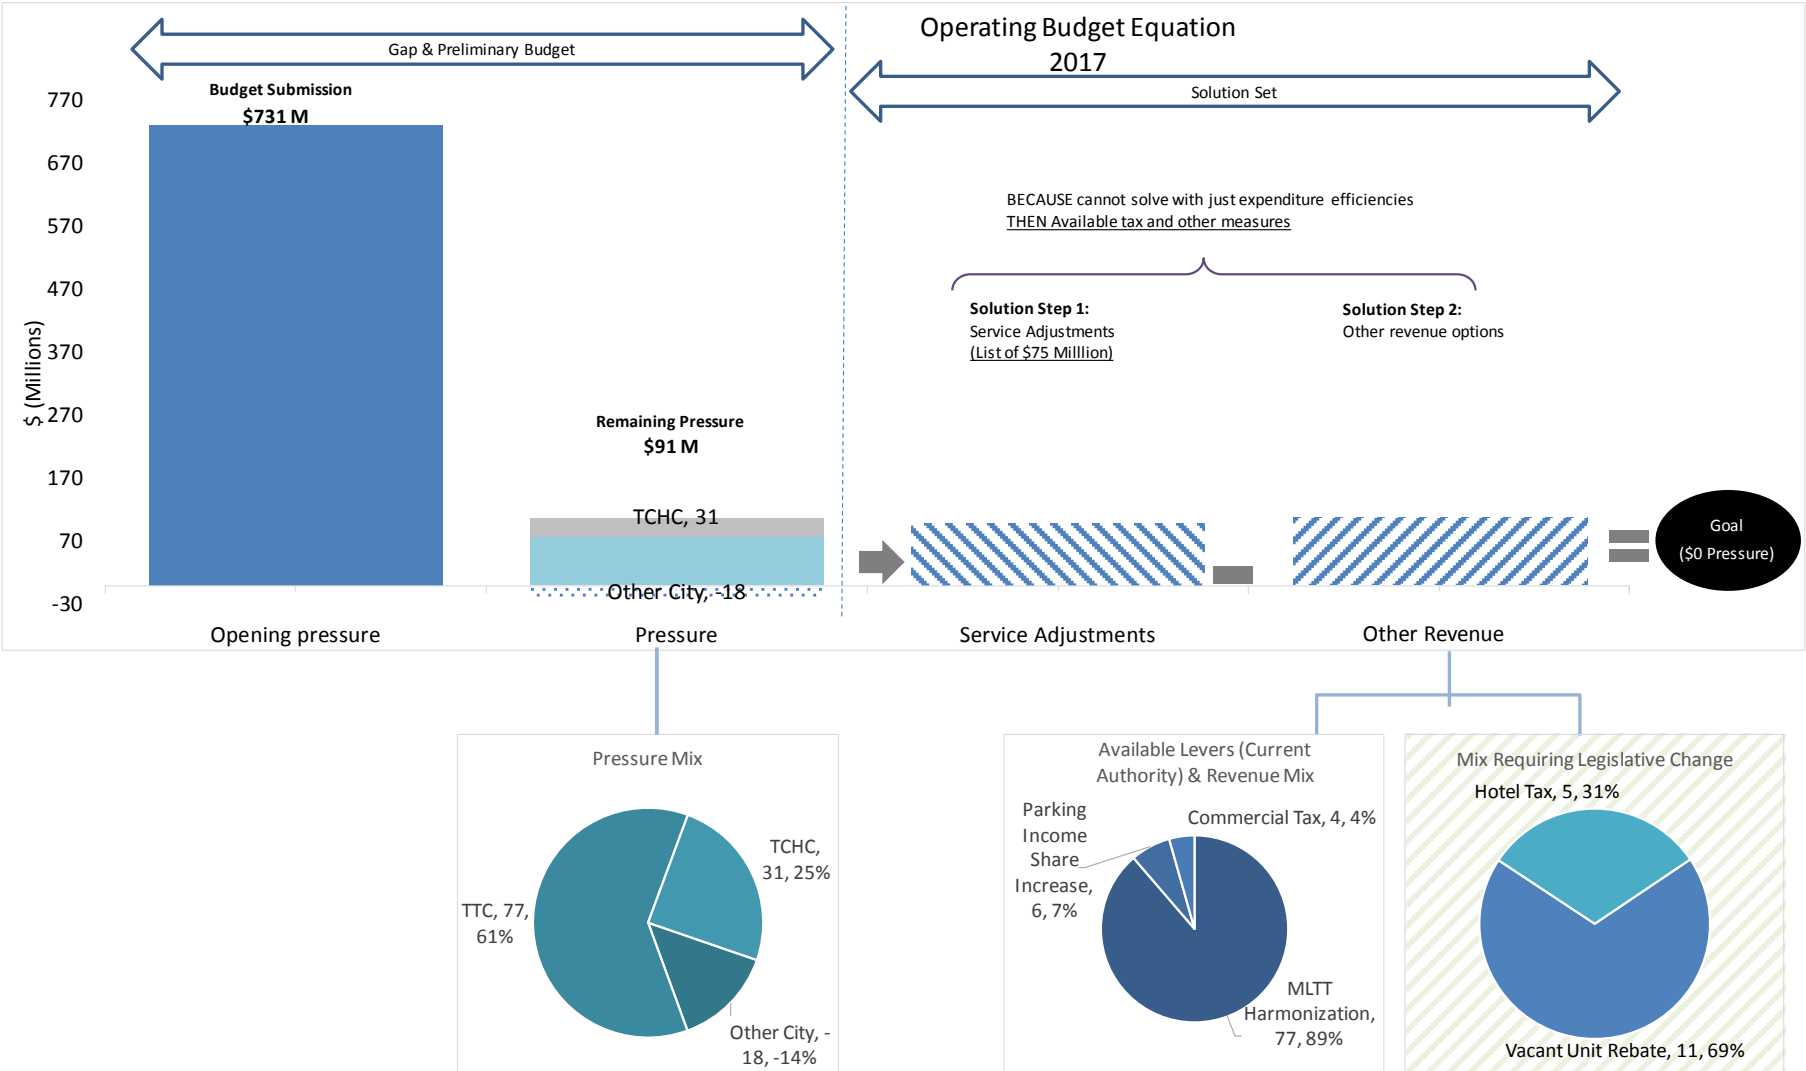 Operating Budget Equation
2017
Gap & Preliminary Budget
Solution Set
Budget Submission
$731 M
770
670
570
470
370
270
170
70
-30
$ (Millions)
BECAUSE cannot solve with just expenditure efficiencies
THEN Available tax and other measures
Solution Step 1:
Service Adjustments
(List of $75 Milllion)
Solution Step 2:
Other revenue options
Remaining Pressure
$91 M
TCHC, 31
Other City, -18
Goal
($0 Pressure)
Opening pressure
Pressure
Service Adjustments
Other Revenue
Pressure Mix
TCHC,
31, 25%
TTC, 77,
61%
Other City, -
18, -14%
Available Levers (Current
Authority) & Revenue Mix
Parking
Income
Share
Increase,
6, 7%
Commercial Tax, 4, 4%
MLTT
Harmonization,
77, 89%
Mix Requiring Legislative Change
Hotel Tax, 5, 31%
Vacant Unit Rebate, 11, 69%